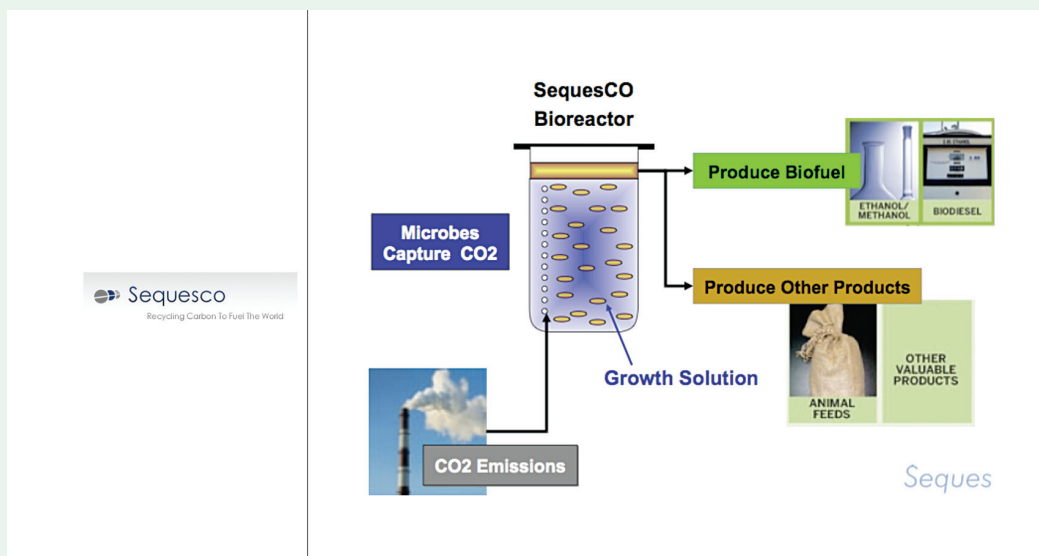 Sequesco
Recycling Carbon To Fuel The World
SequesCO
Bioreactor
Microbes
Capture CO2
Growth Solution
CO2 Emissions
Produce Biofuel
ETHANOL/
METHANOL
BIODIESEL
Produce Other Products
ANIMAL
FEEDS
OTHER
VALUABLE
PRODUCTS
Seques